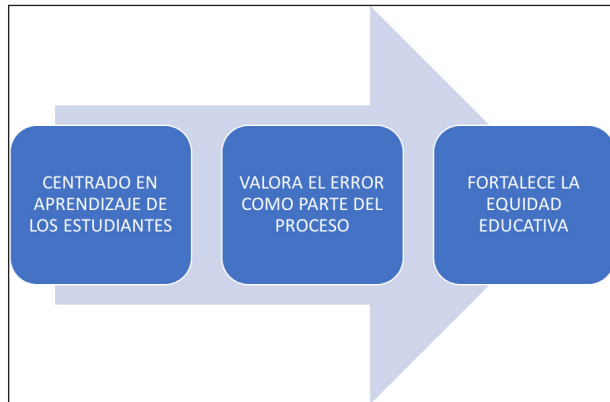 CENTRADO EN
APRENDIZAJE DE
LOS ESTUDIANTES
VALORA EL ERROR
COMO PARTE DEL
PROCESO
FORTALECE LA
EQUIDAD
EDUCATIVA